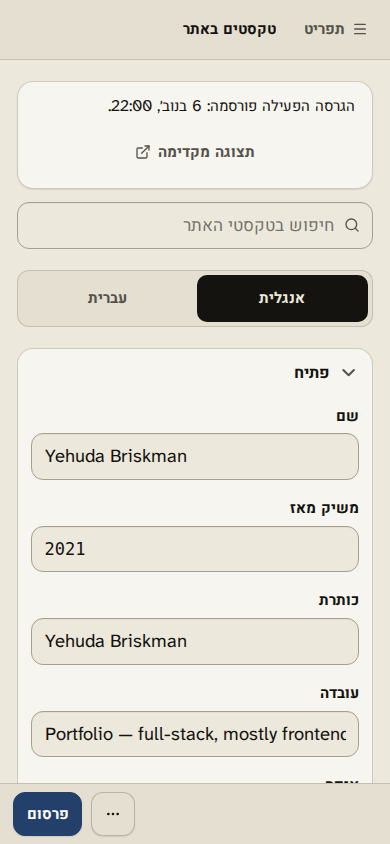 תפריט
טקסטים באתר
הגרסה הפעילה פורסמה: 6 בנוב׳, 22:00.
תצוגה מקדימה
חיפוש בטקסטי האתר
אנגלית
עברית
פתיח
שם
Yehuda Briskman
משיק מאז
2021
כותרת
Yehuda Briskman
עובדה
Portfolio — full-stack, mostly frontend
פרסום